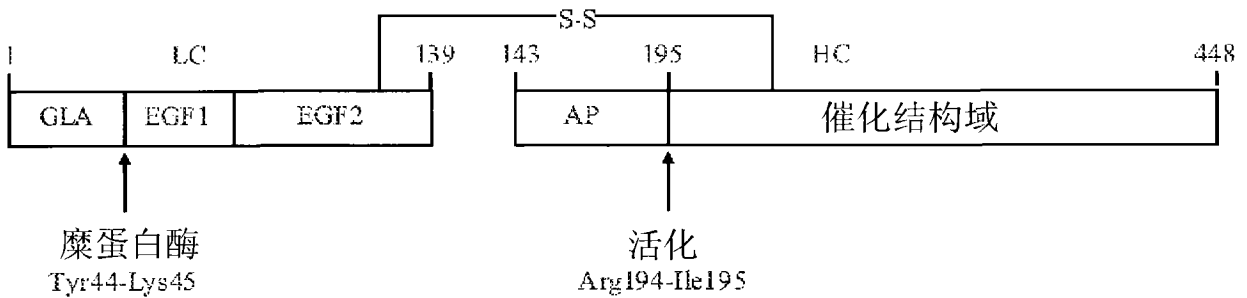 S-S
1 LC 139 143 195 HC 448
GLA EGF1 EGF2 AP 催化结构域
糜蛋白酶 活化
Tyr44-Lys45 Arg194-Ile195